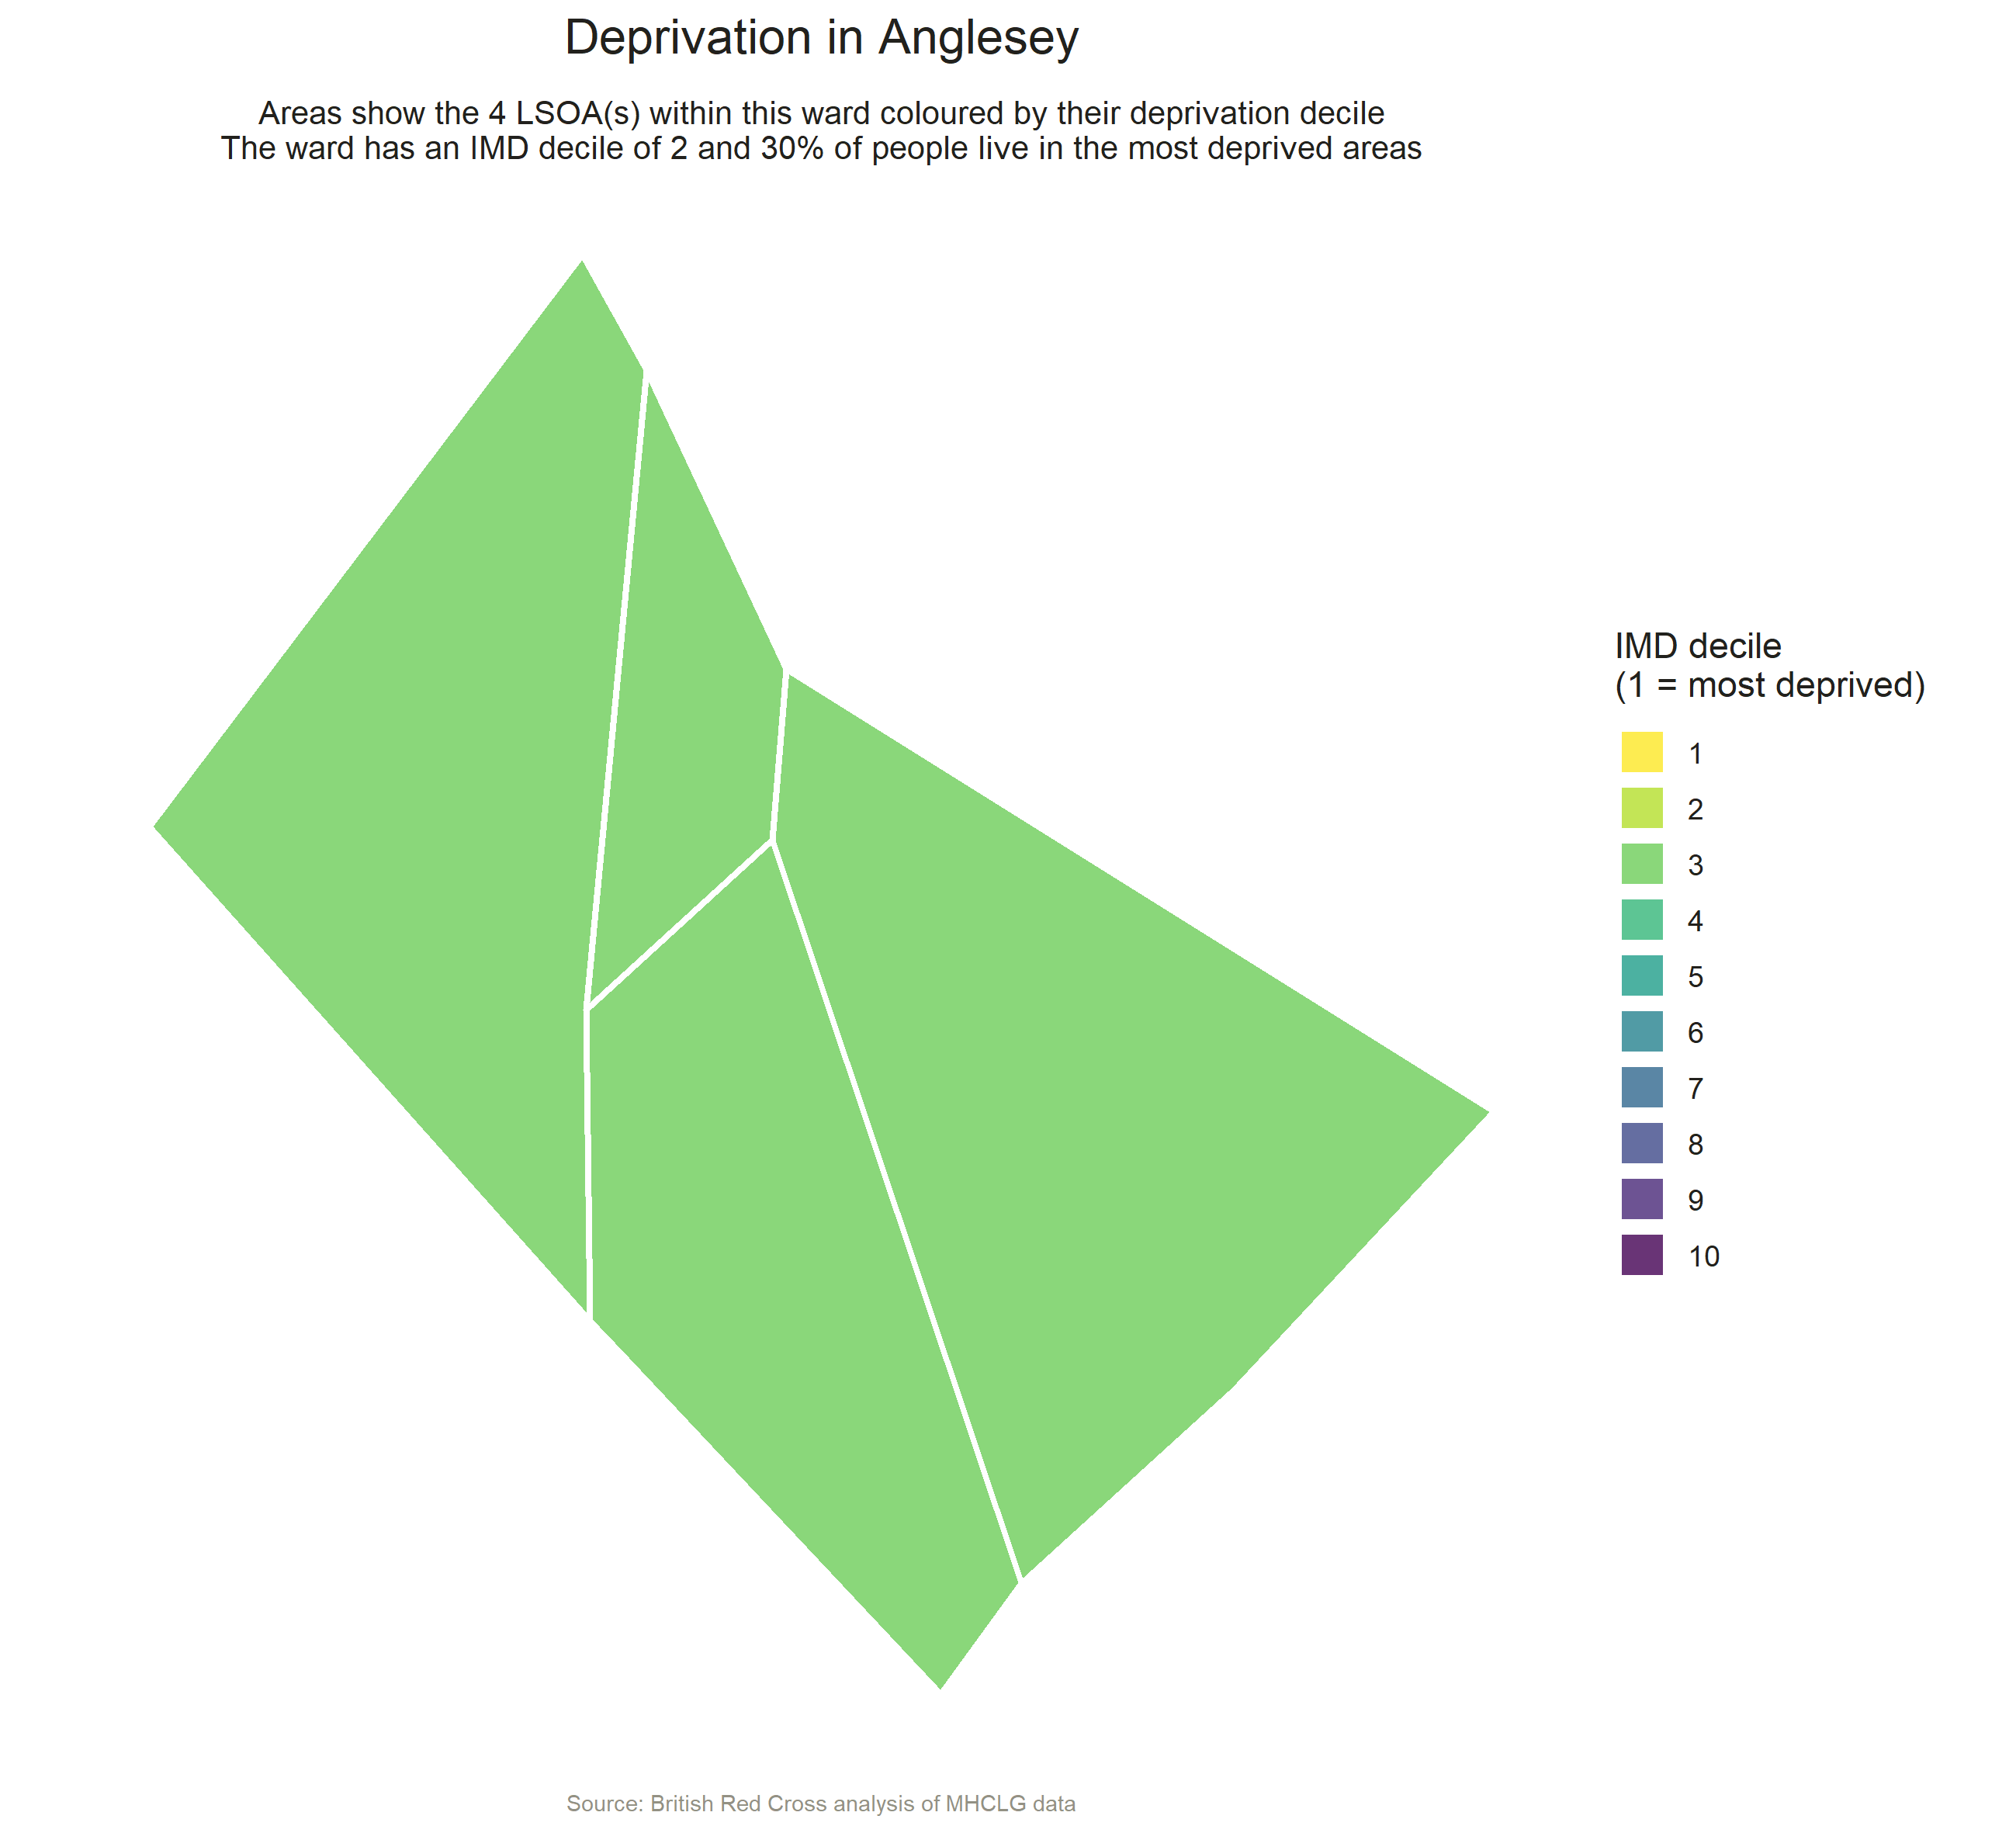 Deprivation in Anglesey
Areas show the 4 LSOA(s) within this ward coloured by their deprivation decile
The ward has an IMD decile of 2 and 30% of people live in the most deprived areas
IMD decile
(1 = most deprived)
1
2
3
4
5
6
7
8
9
10
Source: British Red Cross analysis of MHCLG data